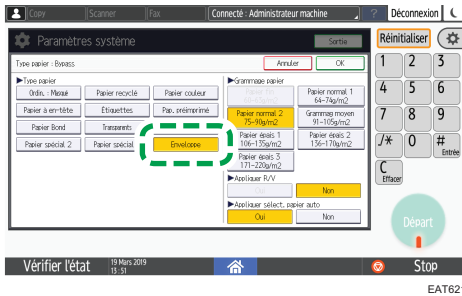 Copy Scanner Fax Connecté : Administrateur machine ? Déconnexion
Paramètres système Sortie Réinitialiser
Type papier : Bypass Annuler OK
1 2 3
4 5 6
7 8 9
./* 0 #
Entrée
C
Effacer
Départ
►Type papier
Ordin. : Masqué Papier recyclé Papier couleur
Papier à en-tête Étiquettes Pap. préimprimé
Papier Bond Transparents
Papier spécial 2 Papier spécial Enveloppe
►Grammage papier
Papier normal 1
64-74g/m2
Papier normal 2
75-90g/m2
Grammag moyen
91-105g/m2
Papier épais 1
106-135g/m2
Papier épais 2
136-170g/m2
Papier épais 3
171-220g/m2
►Appliquer R/V
Oui Non
►Appliquer sélect. papier auto
Oui Non
Vérifier l'état 19 Mars 2019
13:51
Stop
EAT62